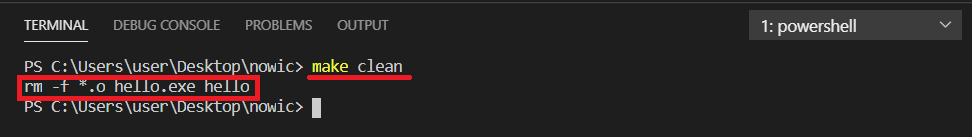 TERMINAL DEBUG CONSOLE PROBLEMS OUTPUT 1: powershell
PS C:\Users\user\Desktop\nowic> make clean
rm -f *.o hello.exe hello
PS C:\Users\user\Desktop\nowic>